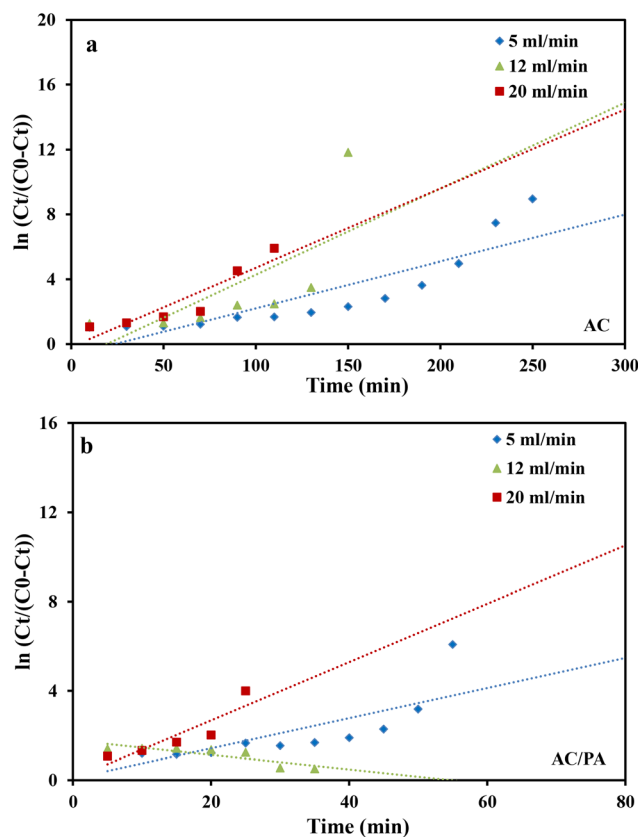 a
5 ml/min
12 ml/min
20 ml/min
ln (Ct/(C0-Ct))
20
16
12
8
4
0
0 50 100 150 200 250 300
AC
Time (min)
b
5 ml/min
12 ml/min
20 ml/min
ln (Ct/(C0-Ct))
16
12
8
4
0
0 20 40 60 80
AC/PA
Time (min)